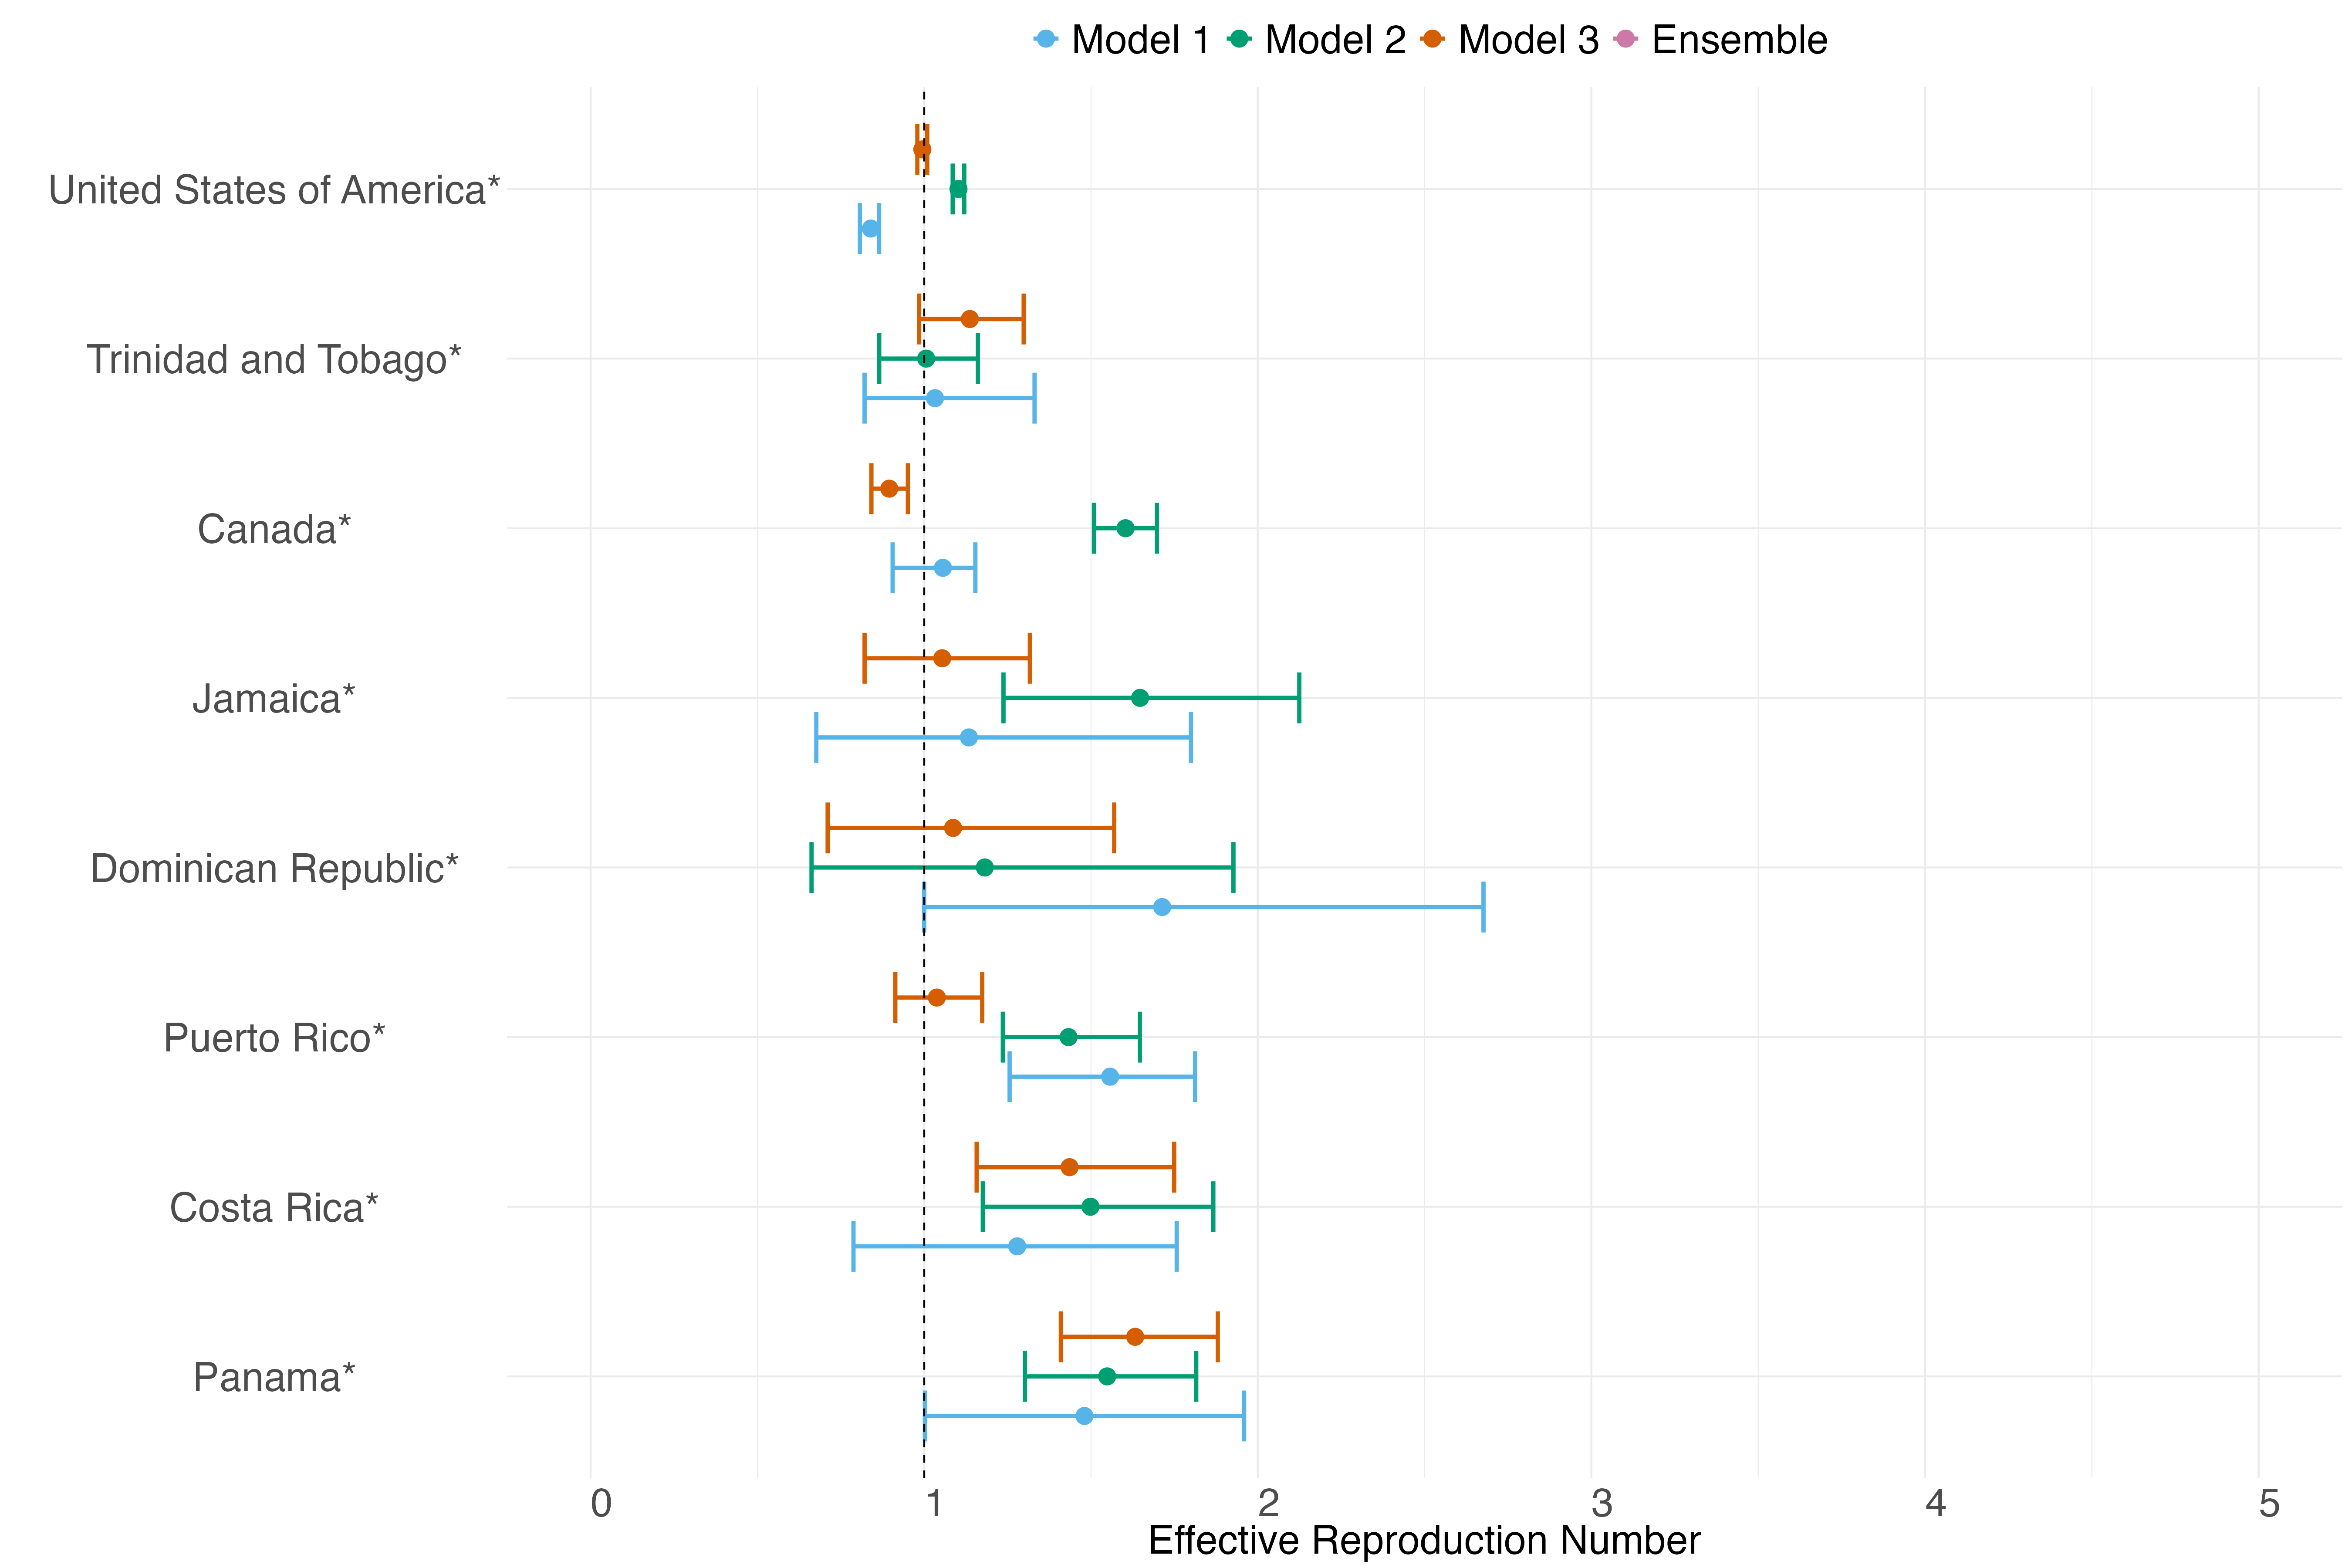 Model 1 Model 2 Model 3 Ensemble
United States of America*
Trinidad and Tobago*
Canada*
Jamaica*
Dominican Republic*
Puerto Rico*
Costa Rica*
Panama*
0 1 2 3 4 5
Effective Reproduction Number